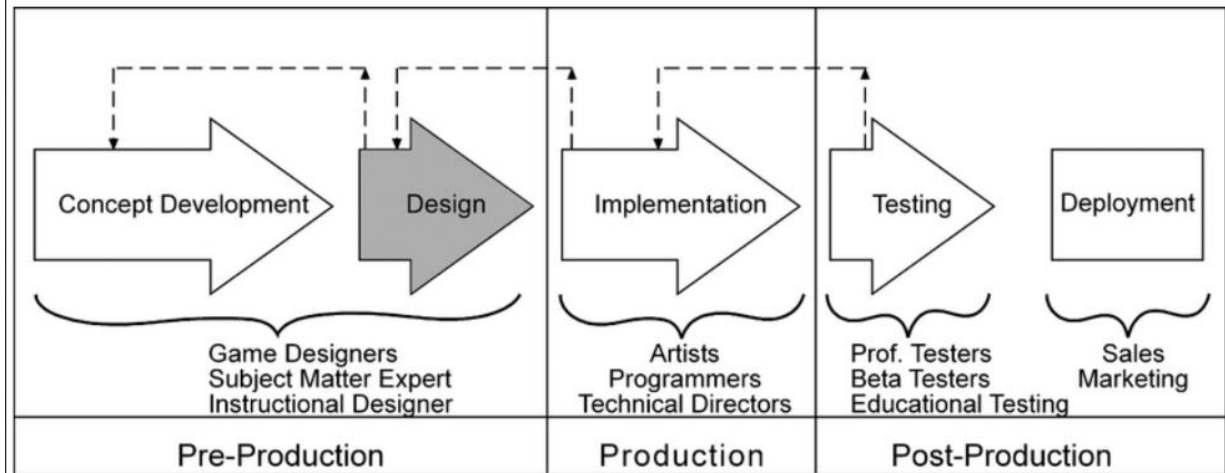 Concept Development
Design
Implementation
Testing
Deployment
Game Designers
Subject Matter Expert
Instructional Designer
Artists
Programmers
Technical Directors
Prof. Testers
Beta Testers
Educational Testing
Sales
Marketing
Pre-Production
Production
Post-Production